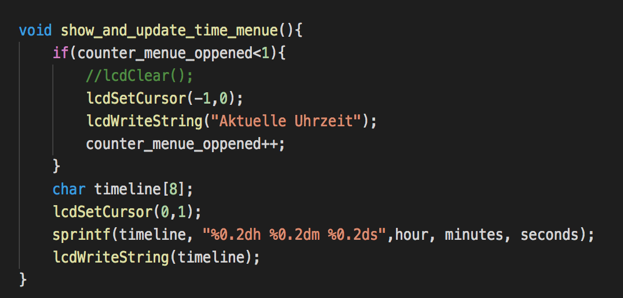 void show_and_update_time_menue(){
    if(counter_menue_oppened<1){
        //lcdClear();
        lcdSetCursor(-1,0);
        lcdWriteString("Aktuelle Uhrzeit");
        counter_menue_oppened++;
    }
    char timeline[8];
    lcdSetCursor(0,1);
    sprintf(timeline, "%0.2dh %0.2dm %0.2ds",hour, minutes, seconds);
    lcdWriteString(timeline);
}